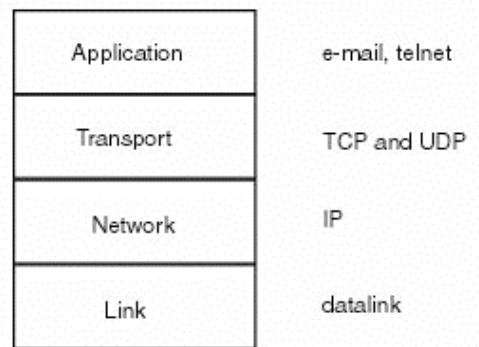 Application e-mail, telnet
Transport TCP and UDP
Network IP
Link datalink